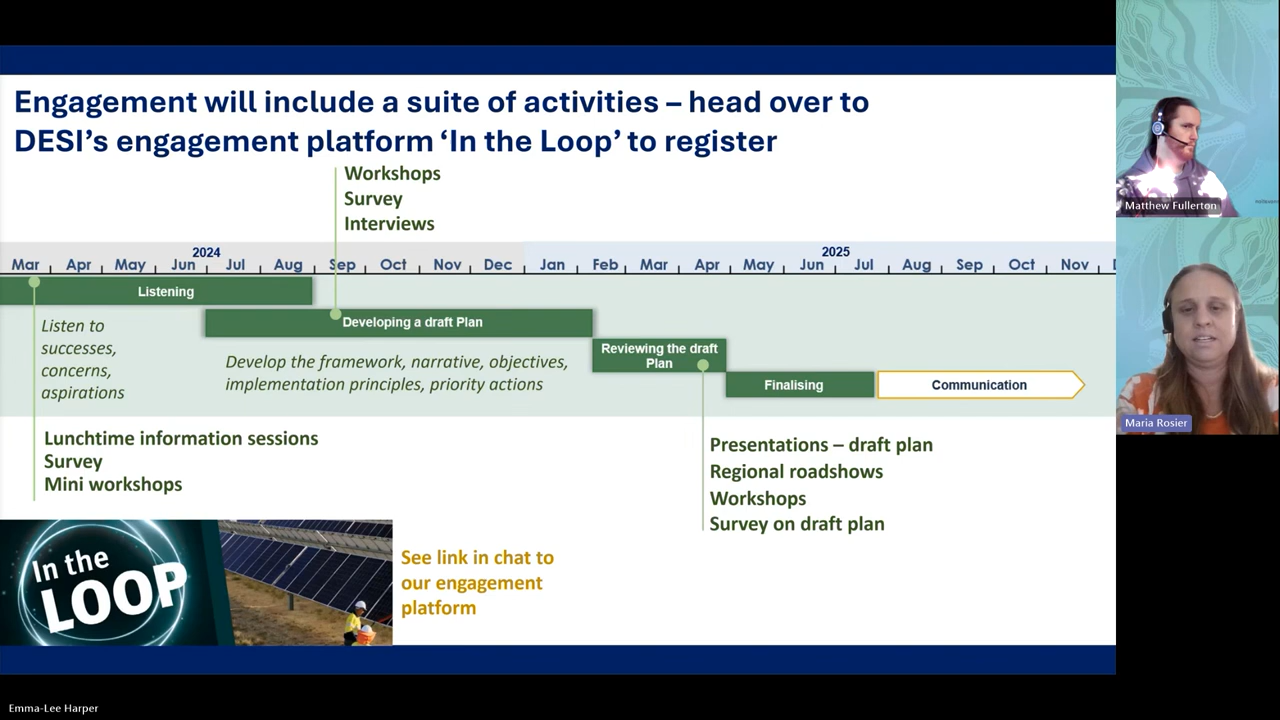 Engagement will include a suite of activities – head over to
DESI's engagement platform 'In the Loop' to register
Workshops
Survey
Interviews
2024
2025
Mar Apr May Jun Jul Aug Sep Oct Nov Dec Jan Feb Mar Apr May Jun Jul Aug Sep Oct Nov D
Listening
Developing a draft Plan
Listen to
successes,
concerns,
aspirations
Develop the framework, narrative, objectives,
implementation principles, priority actions
Reviewing the draft
Plan
Finalising
Communication
Lunchtime information sessions
Survey
Mini workshops
Presentations – draft plan
Regional roadshows
Workshops
Survey on draft plan
In the
LOOP
See link in chat to
our engagement
platform
Matthew Fullerton
Maria Rosier
Emma-Lee Harper